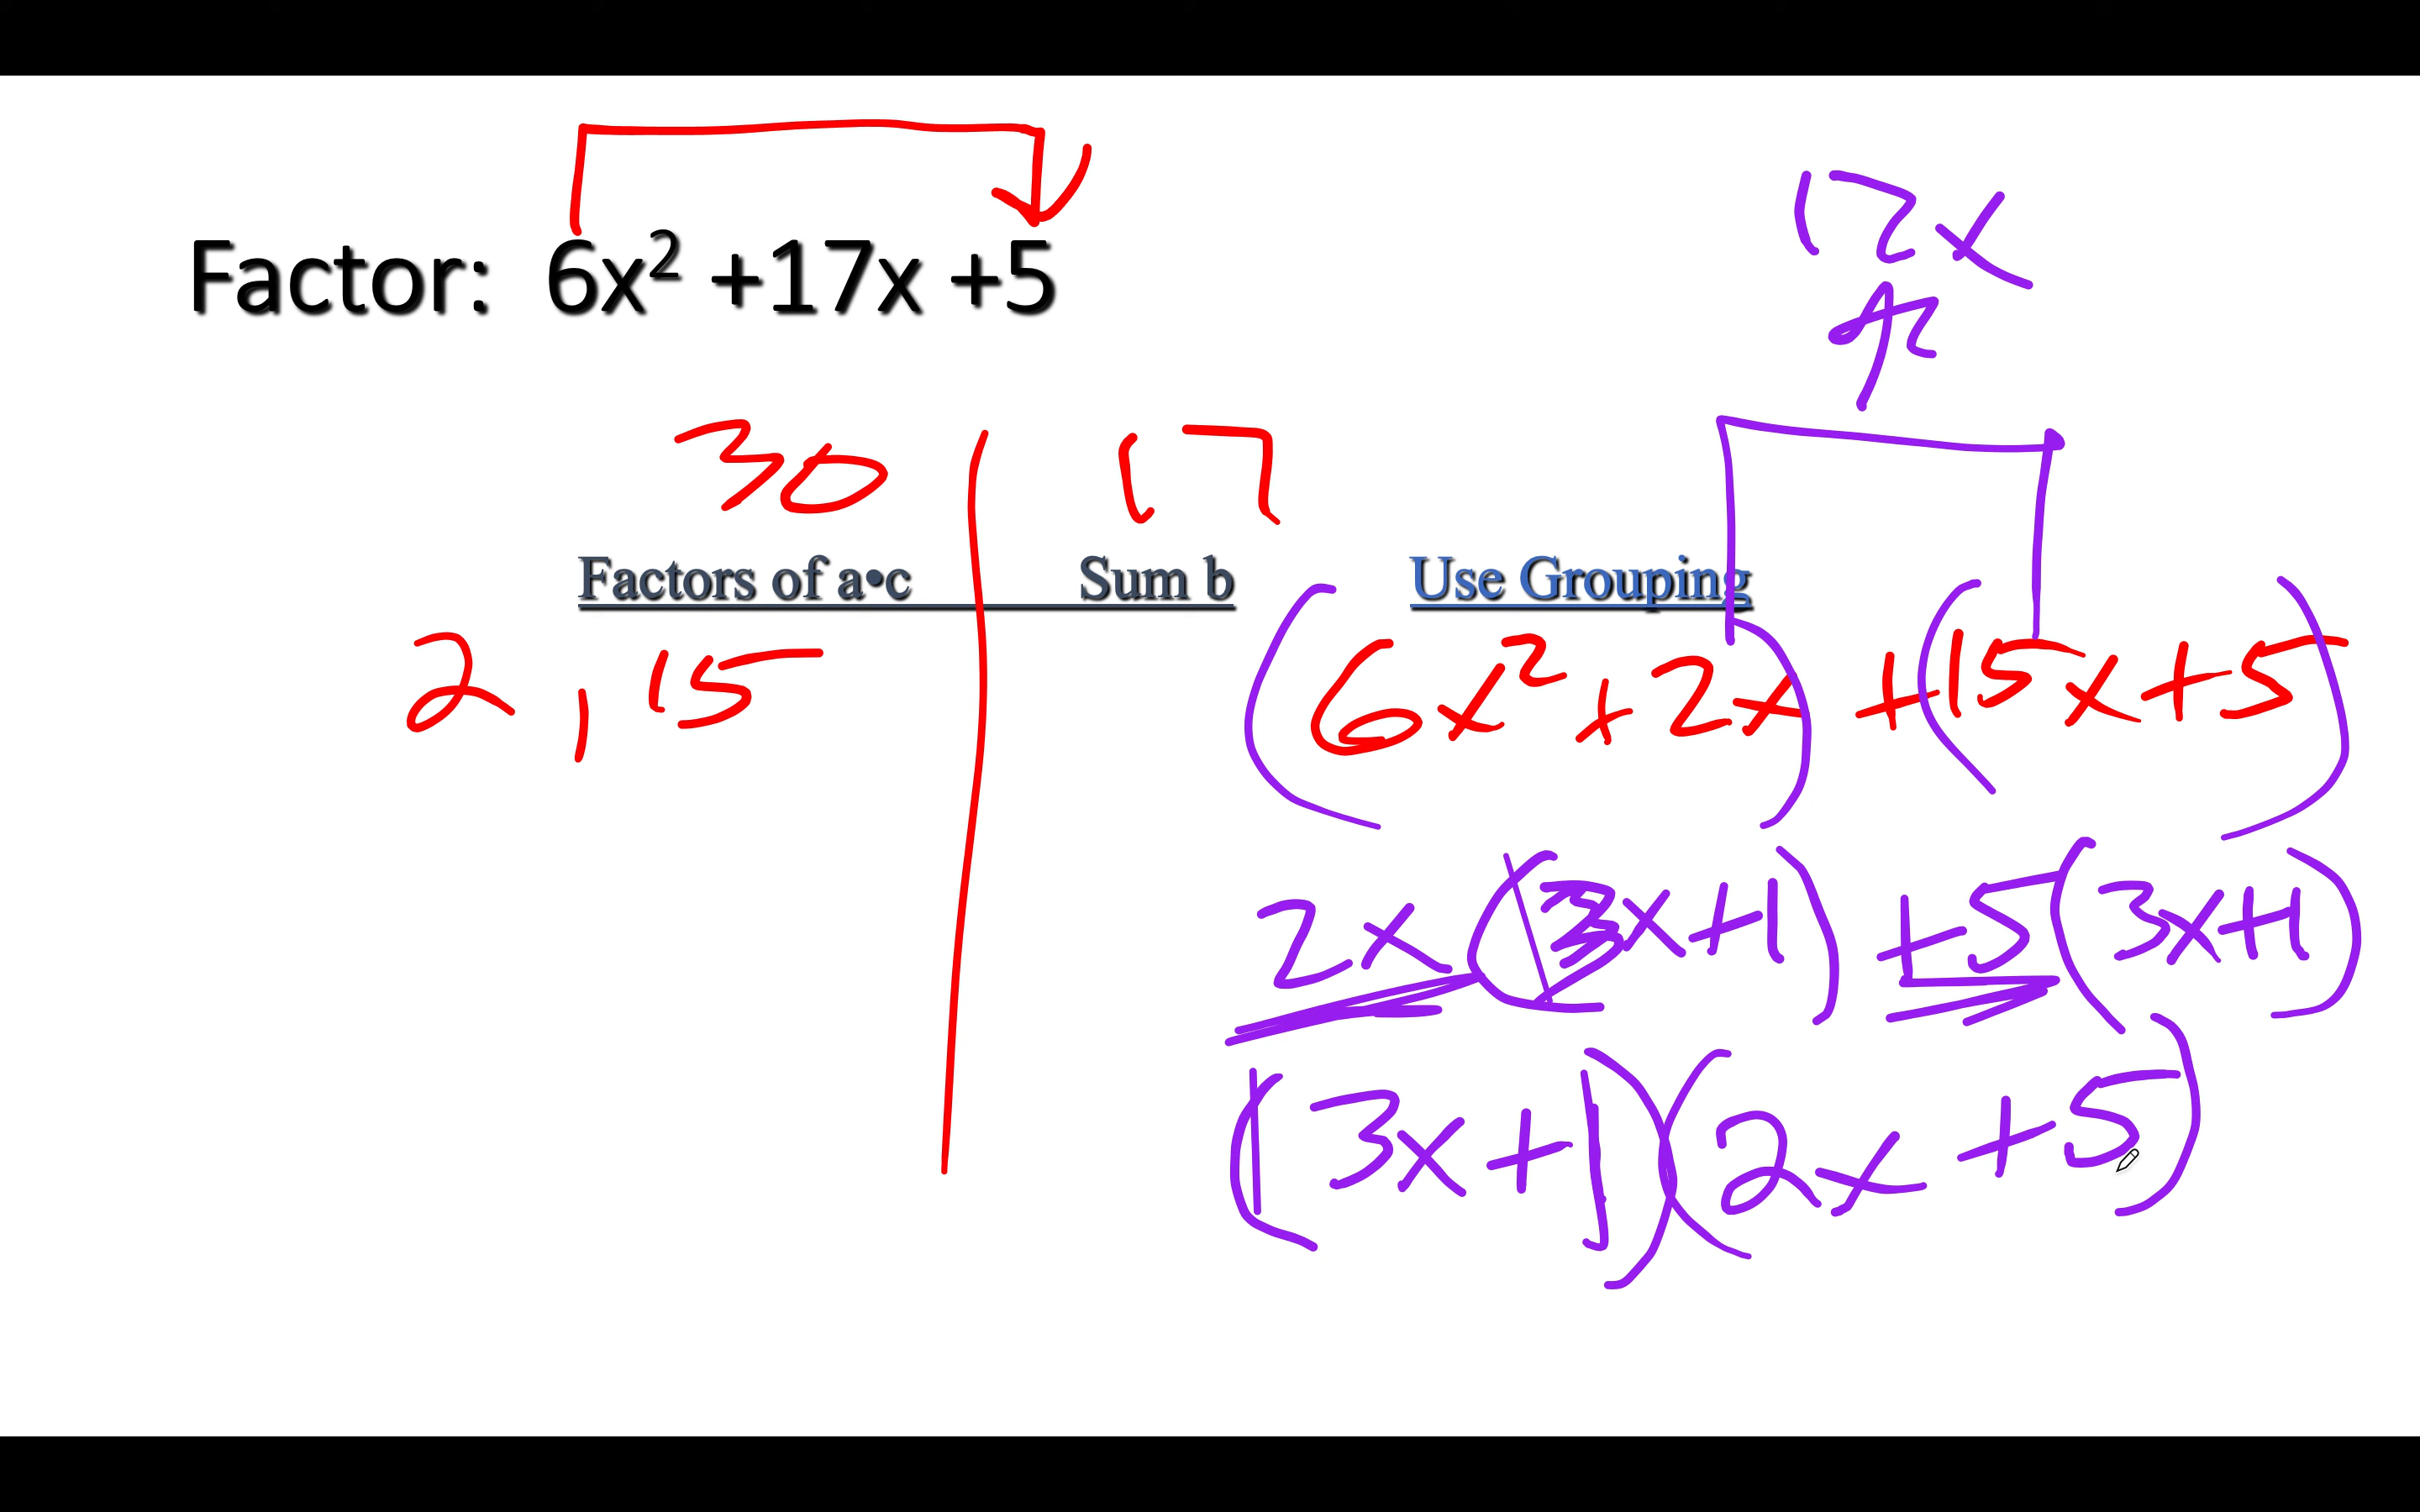 Factor: 6x² +17x +5
17x
30 17
Factors of a•c Sum b Use Grouping
2 , 15
(6x² + 2x) + (15x + 5)
2x(3x+1) + 5(3x+1)
(3x+1)(2x +5)